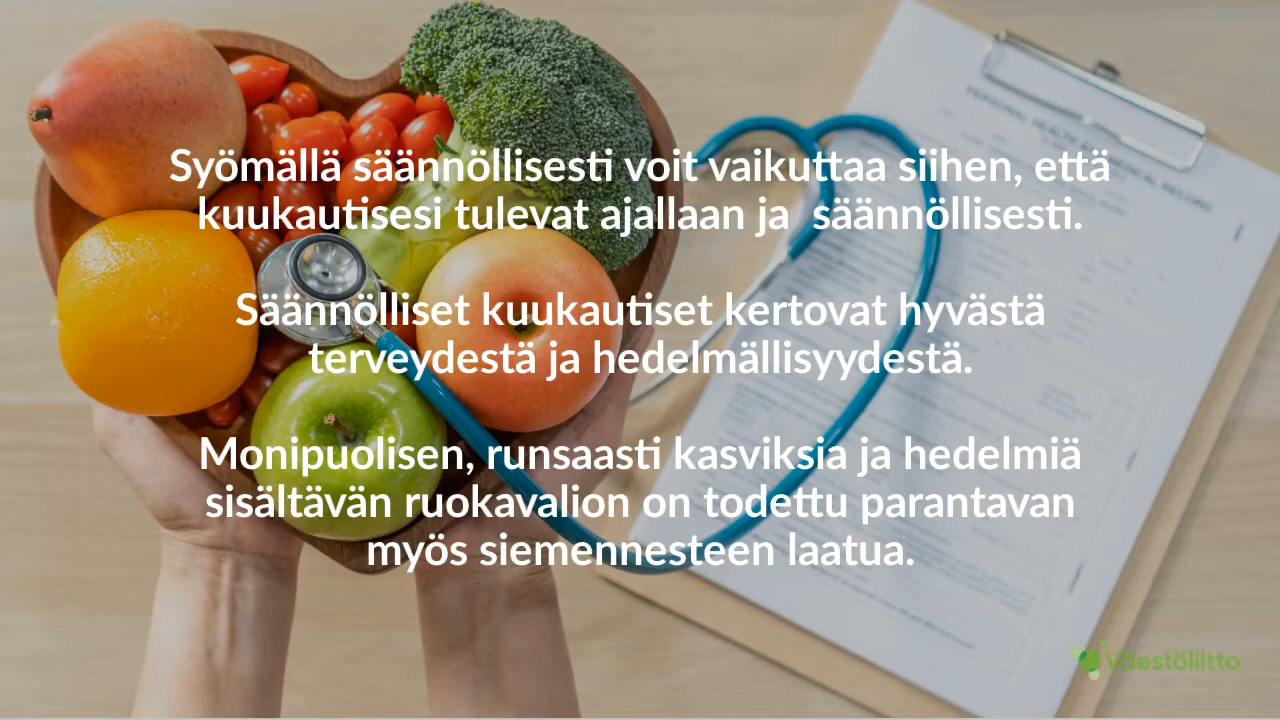 Syömällä säännöllisesti voit vaikuttaa siihen, että
kuukautisesi tulevat ajallaan ja  säännöllisesti.
Säännölliset kuukautiset kertovat hyvästä
terveydestä ja hedelmällisyydestä.
Monipuolisen, runsaasti kasviksia ja hedelmiä
sisältävän ruokavalion on todettu parantavan
myös siemennesteen laatua.
Väestöliitto